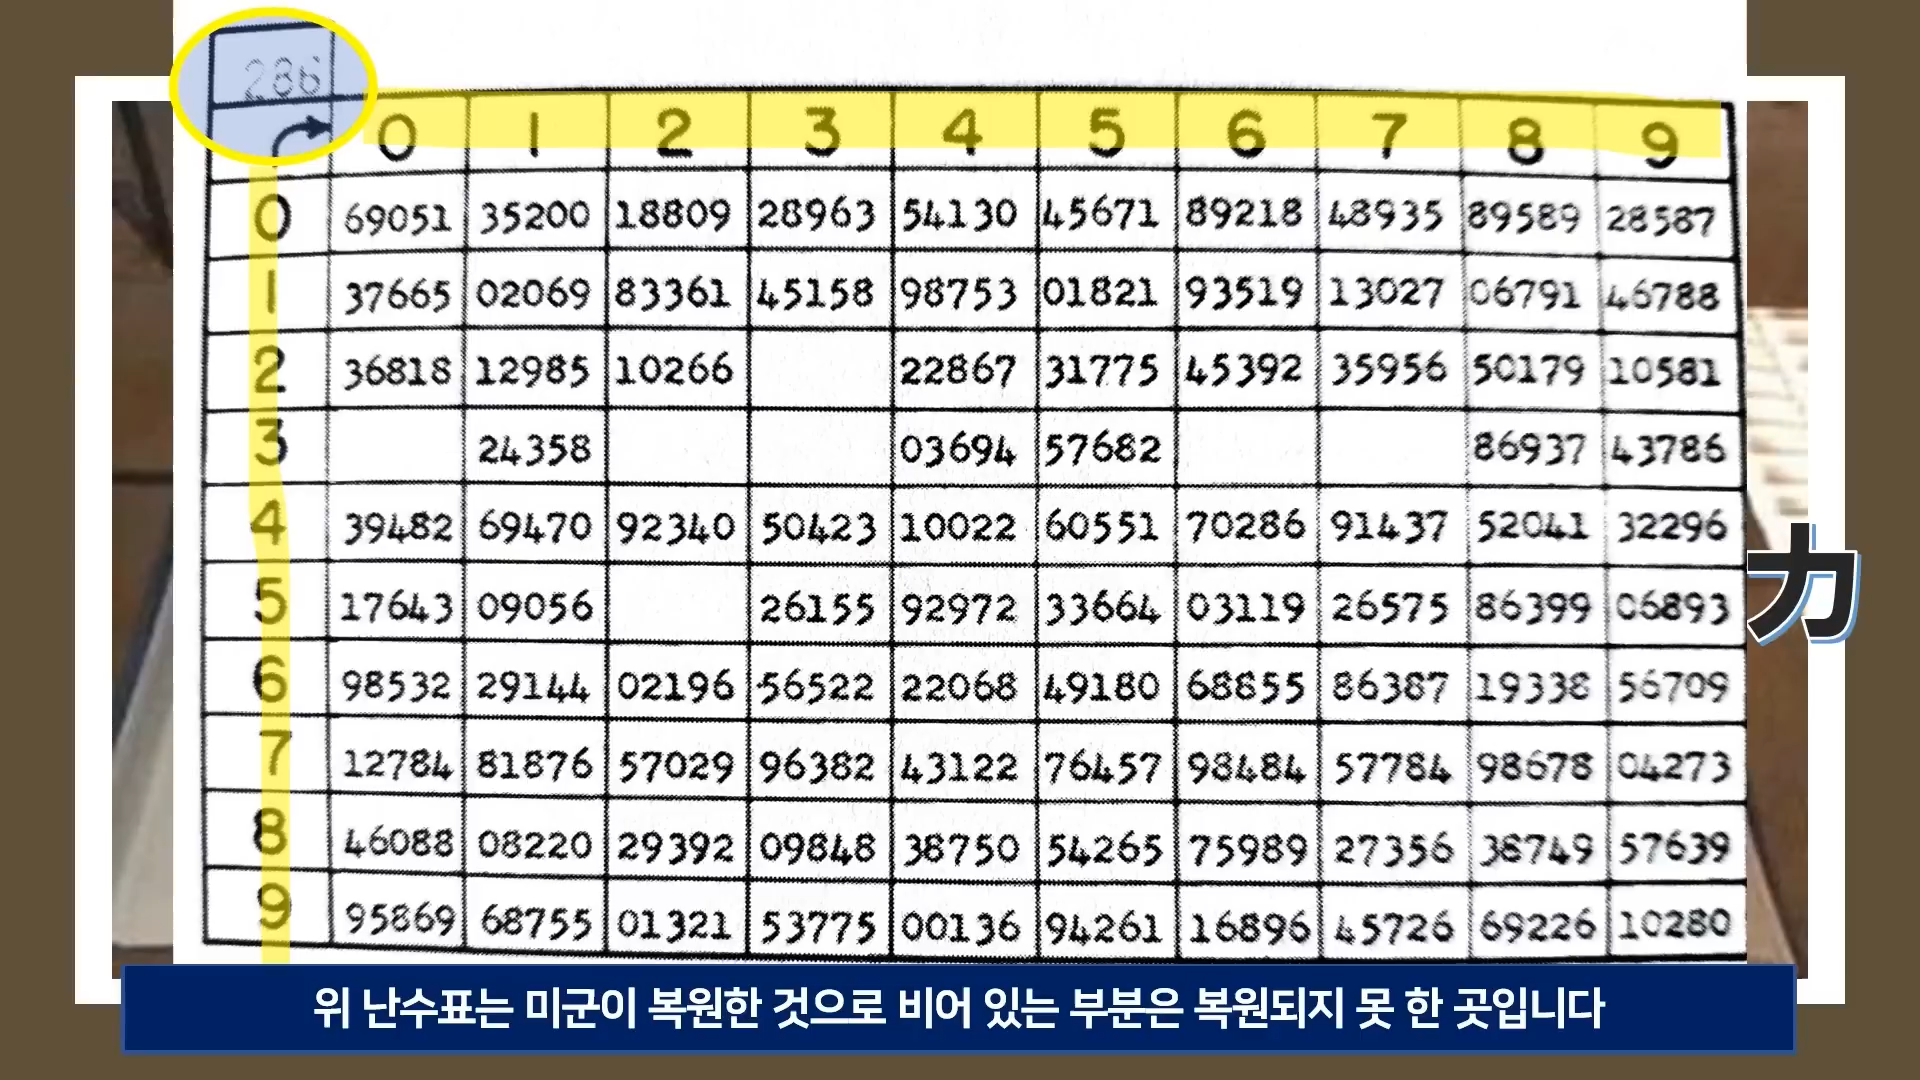 286
0 1 2 3 4 5 6 7 8 9
0 69051 35200 18809 28963 54130 45671 89218 48935 89589 28587
1 37665 02069 83361 45158 98753 01821 93519 13027 06791 46788
2 36818 12985 10266 22867 31775 45392 35956 50179 10581
3 24358 03694 57682 86937 43786
4 39482 69470 92340 50423 10022 60551 70286 91437 52041 32296
5 17643 09056 26155 92972 33664 03119 26575 86399 06893
6 98532 29144 02196 56522 22068 49180 68855 86387 19338 56709
7 12784 81876 57029 96382 43122 76457 98484 57784 98678 04273
8 46088 08220 29392 09848 38750 54265 75989 27356 38749 57639
9 95869 68755 01321 53775 00136 94261 16896 45726 69226 10280
力
위 난수표는 미군이 복원한 것으로 비어 있는 부분은 복원되지 못 한 곳입니다